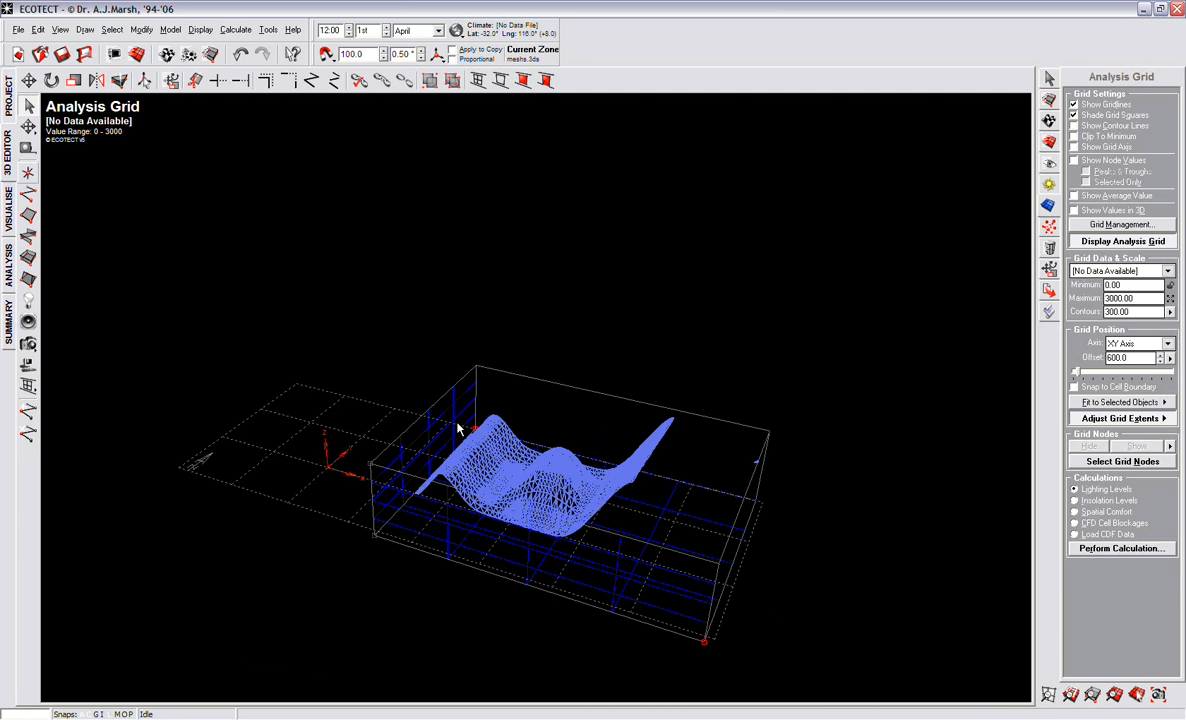 ECOTECT - © Dr. A.J.Marsh, '94-'06
File Edit View Draw Select Modify Model Display Calculate Tools Help
12:00 1st April
Climate: [No Data File]
Lat: -32.0° Lng: 116.0° (+8.0)
100.0 0.50 °
Apply to Copy
Proportional
Current Zone
meshs.3ds
PROJECT
3D EDITOR
VISUALISE
ANALYSIS
SUMMARY
Analysis Grid
[No Data Available]
Value Range: 0 - 3000
© ECOTECT v5
Z
X
Analysis Grid
Grid Settings
Show Gridlines
Shade Grid Squares
Show Contour Lines
Clip To Minimum
Show Grid Axis
Show Node Values
Peaks & Troughs
Selected Only
Show Average Value
Show Values in 3D
Grid Management...
Display Analysis Grid
Grid Data & Scale
[No Data Available]
Minimum: 0.00
Maximum: 3000.00
Contours: 300.00
Grid Position
Axis: XY Axis
Offset: 600.0
Snap to Cell Boundary
Fit to Selected Objects
Adjust Grid Extents
Grid Nodes
Hide Show
Select Grid Nodes
Calculations
Lighting Levels
Insolation Levels
Spatial Comfort
CFD Cell Blockages
Load CDF Data
Perform Calculation...
Snaps: G I M O P Idle